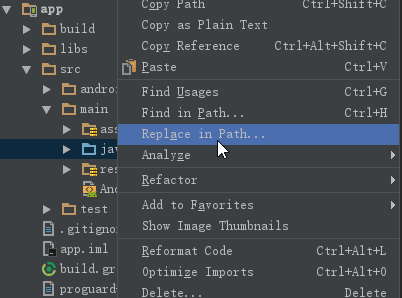 app
build
libs
src
androi
main
ass
jav
res
And
test
.gitigno
app.iml
build.gr
proguard
Copy Path Ctrl+Shift+C
Copy as Plain Text
Copy Reference Ctrl+Alt+Shift+C
Paste Ctrl+V
Find Usages Ctrl+G
Find in Path... Ctrl+H
Replace in Path...
Analyze
Refactor
Add to Favorites
Show Image Thumbnails
Reformat Code Ctrl+Alt+L
Optimize Imports Ctrl+Alt+O
Delete... Delete